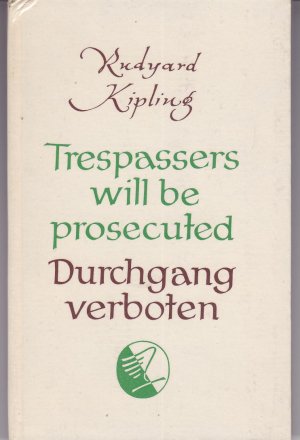 Rudyard
Kipling
Trespassers
will be
prosecuted
Durchgang
verboten